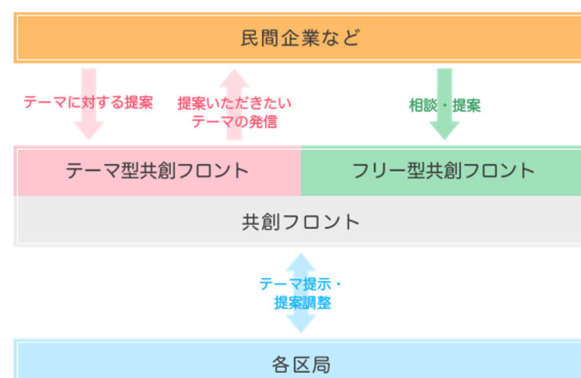 民間企業など
テーマに対する提案
提案いただきたい
テーマの発信
相談・提案
テーマ型共創フロント
フリー型共創フロント
共創フロント
テーマ提示・
提案調整
各区局